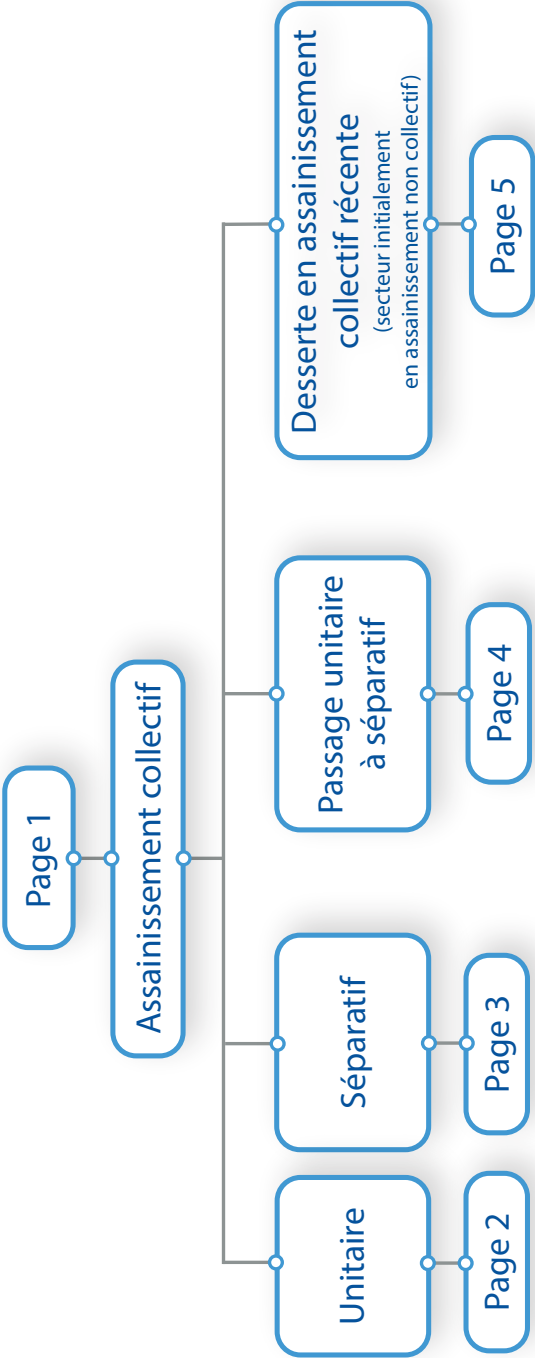 Page 1
Assainissement collectif
Unitaire
Page 2
Séparatif
Page 3
Passage unitaire
à séparatif
Page 4
Desserte en assainissement
collectif récente
(secteur initialement
en assainissement non collectif)
Page 5